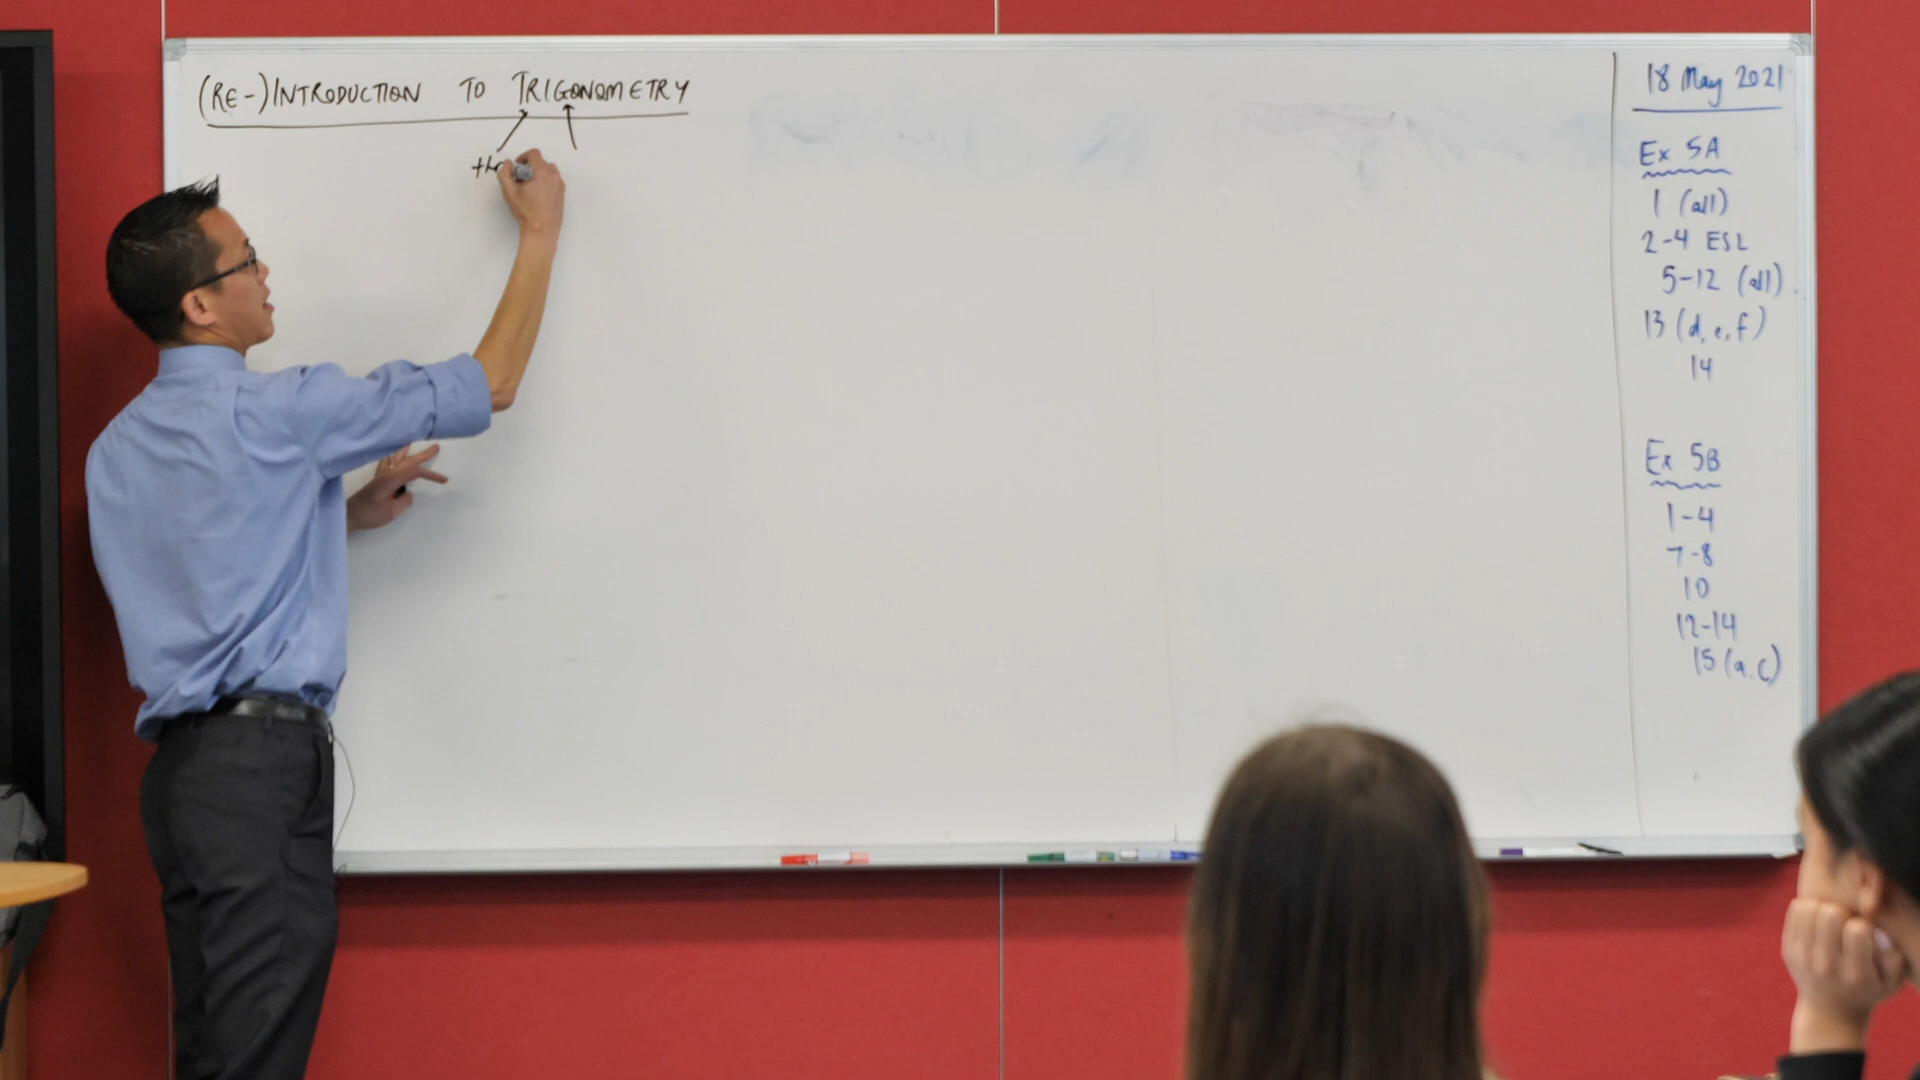 (RE-)INTRODUCTION TO TRIGONOMETRY
18 May 2021
Ex 5A
1 (all)
2-4 ESL
5-12 (all)
13 (d, e, f)
14
Ex 5B
1-4
7-8
10
12-14
15 (a, c)